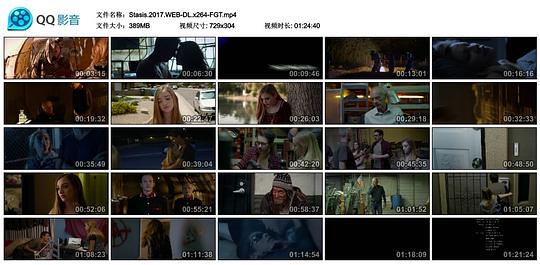 QQ影音
文件名称: Stasis.2017.WEB-DL.x264-FGT.mp4
文件大小: 389MB 视频尺寸: 729x304 视频时长: 01:24:40
00:03:15 00:06:30 00:09:46 00:13:01 00:16:16
00:19:32 00:22:47 00:26:03 00:29:18 00:32:33
00:35:49 00:39:04 00:42:20 00:45:35 00:48:50
00:52:06 00:55:21 00:58:37 01:01:52 01:05:07
01:08:23 01:11:38 01:14:54 01:18:09 01:21:24